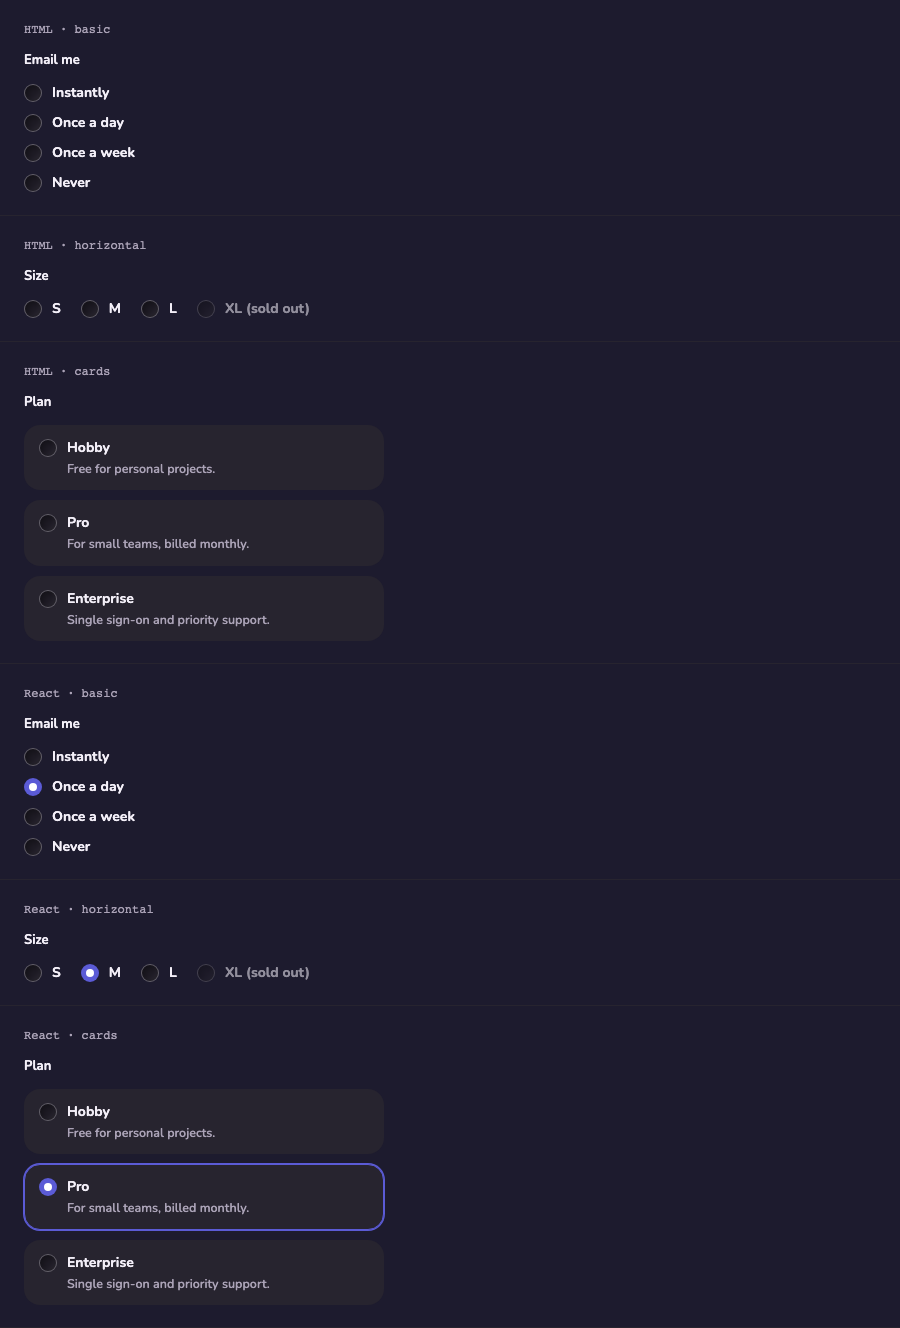 HTML · basic
Email me
Instantly
Once a day
Once a week
Never
HTML · horizontal
Size
S M L XL (sold out)
HTML · cards
Plan
Hobby
Free for personal projects.
Pro
For small teams, billed monthly.
Enterprise
Single sign-on and priority support.
React · basic
Email me
Instantly
Once a day
Once a week
Never
React · horizontal
Size
S M L XL (sold out)
React · cards
Plan
Hobby
Free for personal projects.
Pro
For small teams, billed monthly.
Enterprise
Single sign-on and priority support.